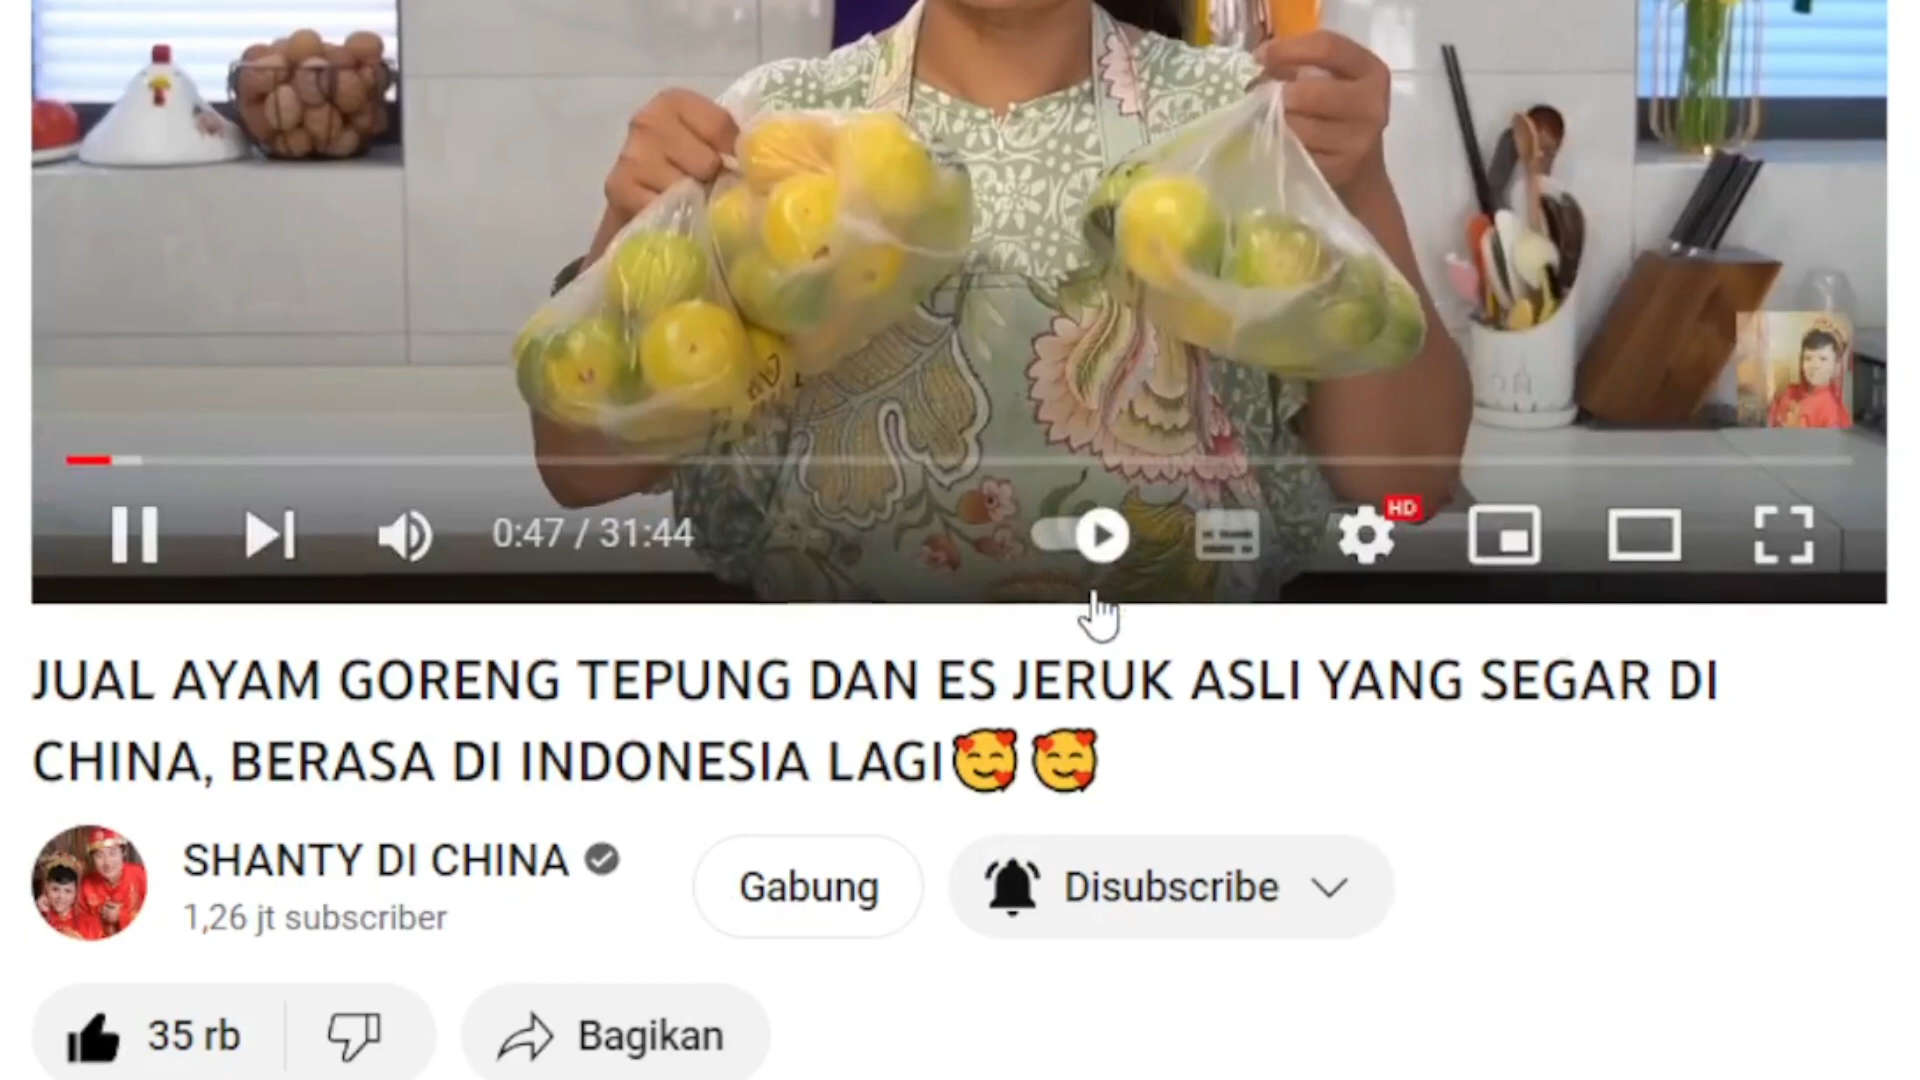 0:47 / 31:44
HD
JUAL AYAM GORENG TEPUNG DAN ES JERUK ASLI YANG SEGAR DI
CHINA, BERASA DI INDONESIA LAGI🥰 🥰
SHANTY DI CHINA
1,26 jt subscriber
Gabung
Disubscribe
35 rb
Bagikan